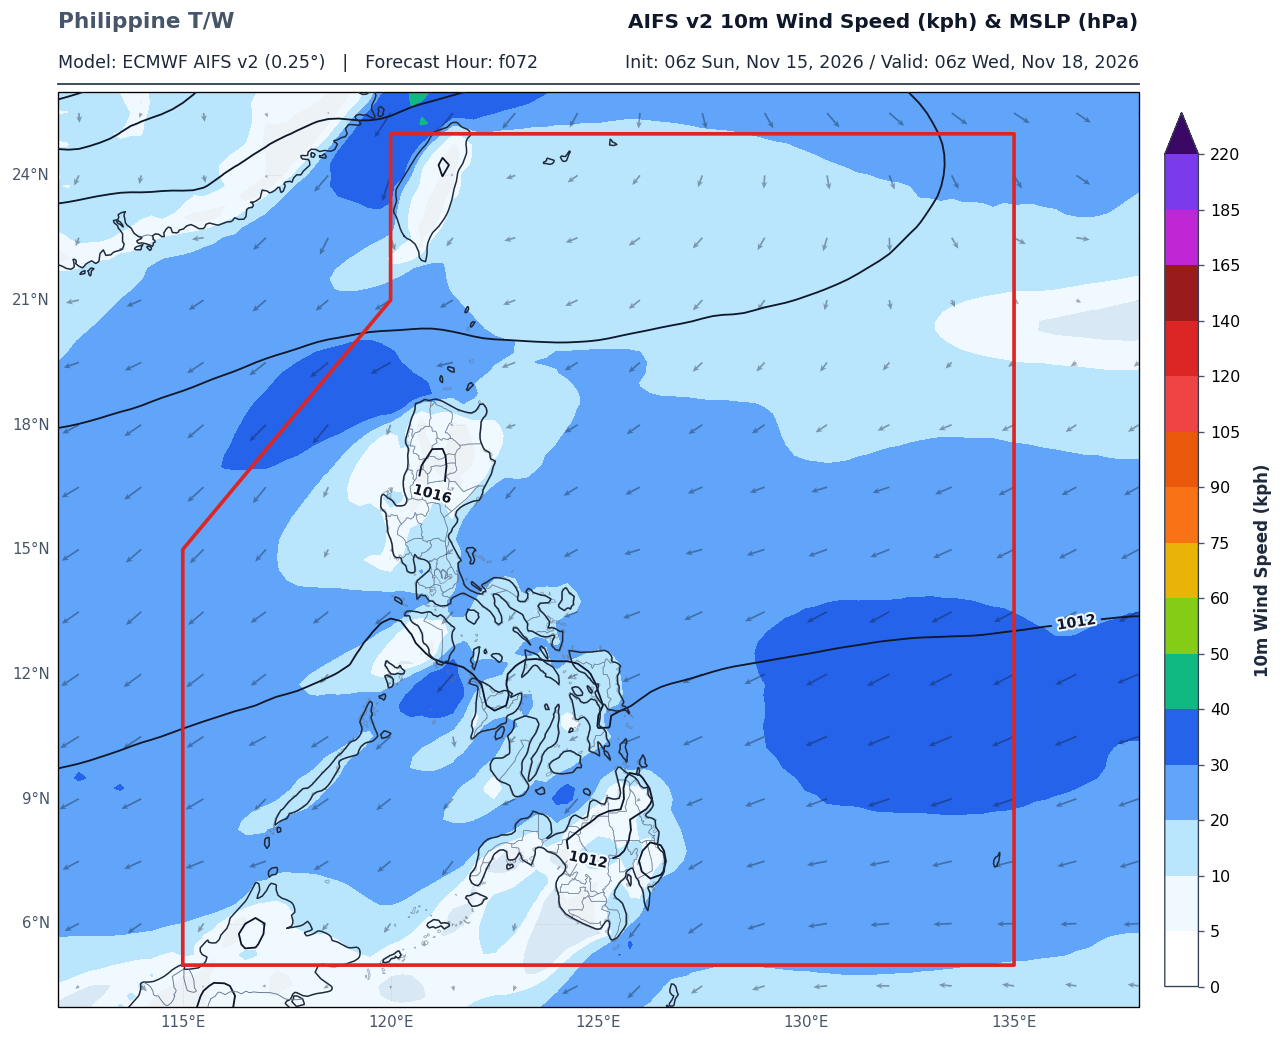 Philippine T/W
AIFS v2 10m Wind Speed (kph) & MSLP (hPa)
Model: ECMWF AIFS v2 (0.25°) | Forecast Hour: f072
Init: 06z Sun, Nov 15, 2026 / Valid: 06z Wed, Nov 18, 2026
24°N
21°N
18°N
15°N
12°N
9°N
6°N
1016
1012
1012
115°E
120°E
125°E
130°E
135°E
220
185
165
140
120
105
90
75
60
50
40
30
20
10
5
0
10m Wind Speed (kph)